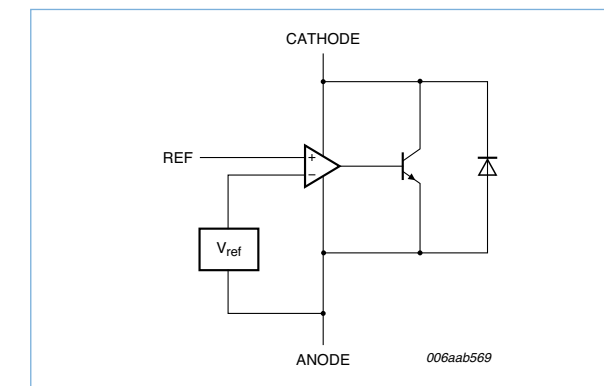 CATHODE
REF
+
−
V_ref
ANODE
006aab569